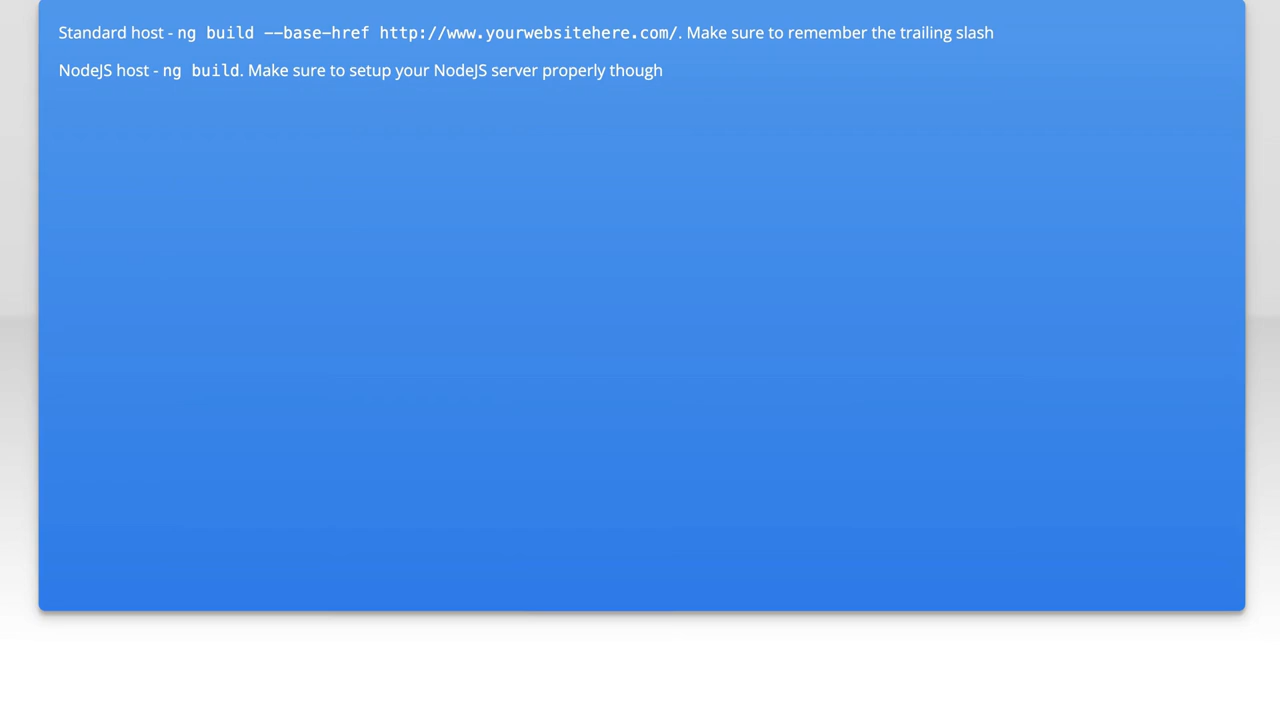 Standard host - ng build --base-href http://www.yourwebsitehere.com/. Make sure to remember the trailing slash
NodeJS host - ng build. Make sure to setup your NodeJS server properly though